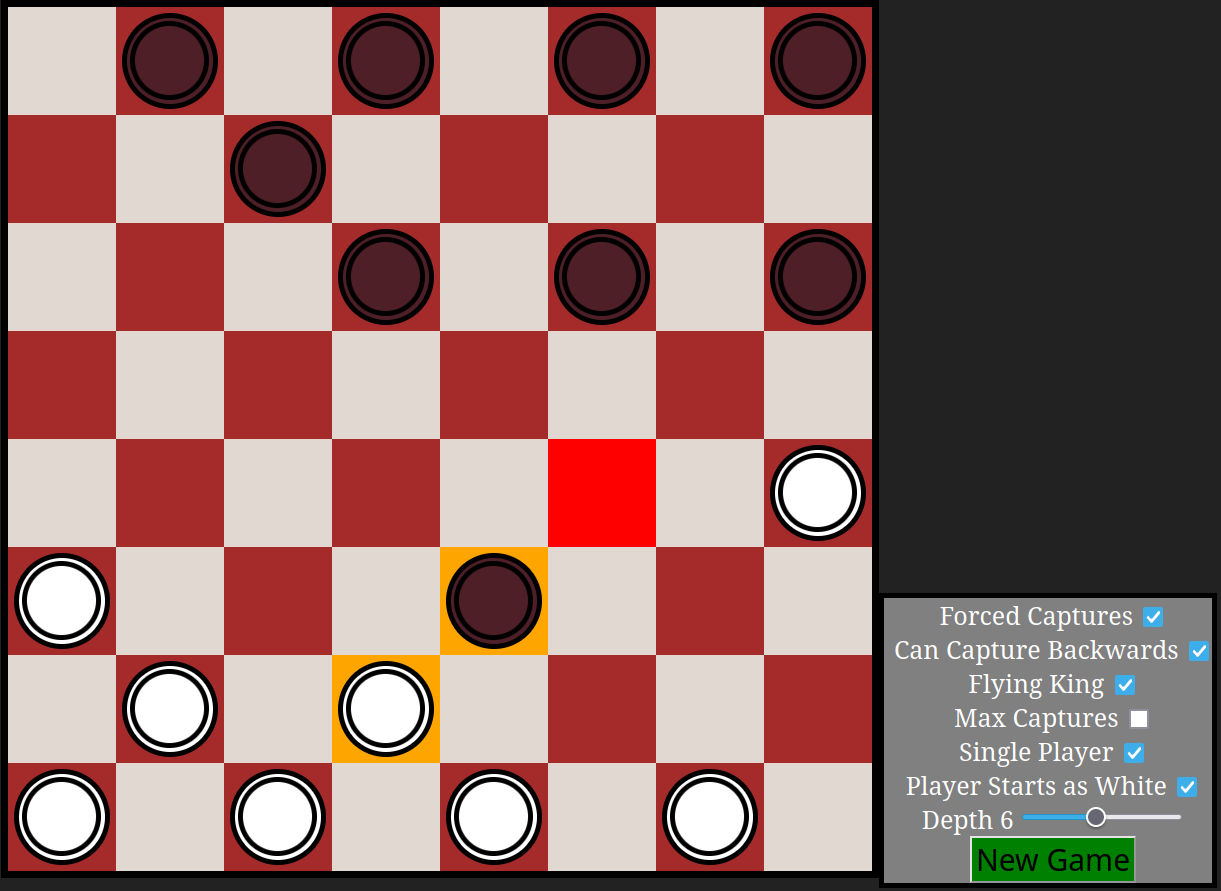 Forced Captures
Can Capture Backwards
Flying King
Max Captures
Single Player
Player Starts as White
Depth 6
New Game